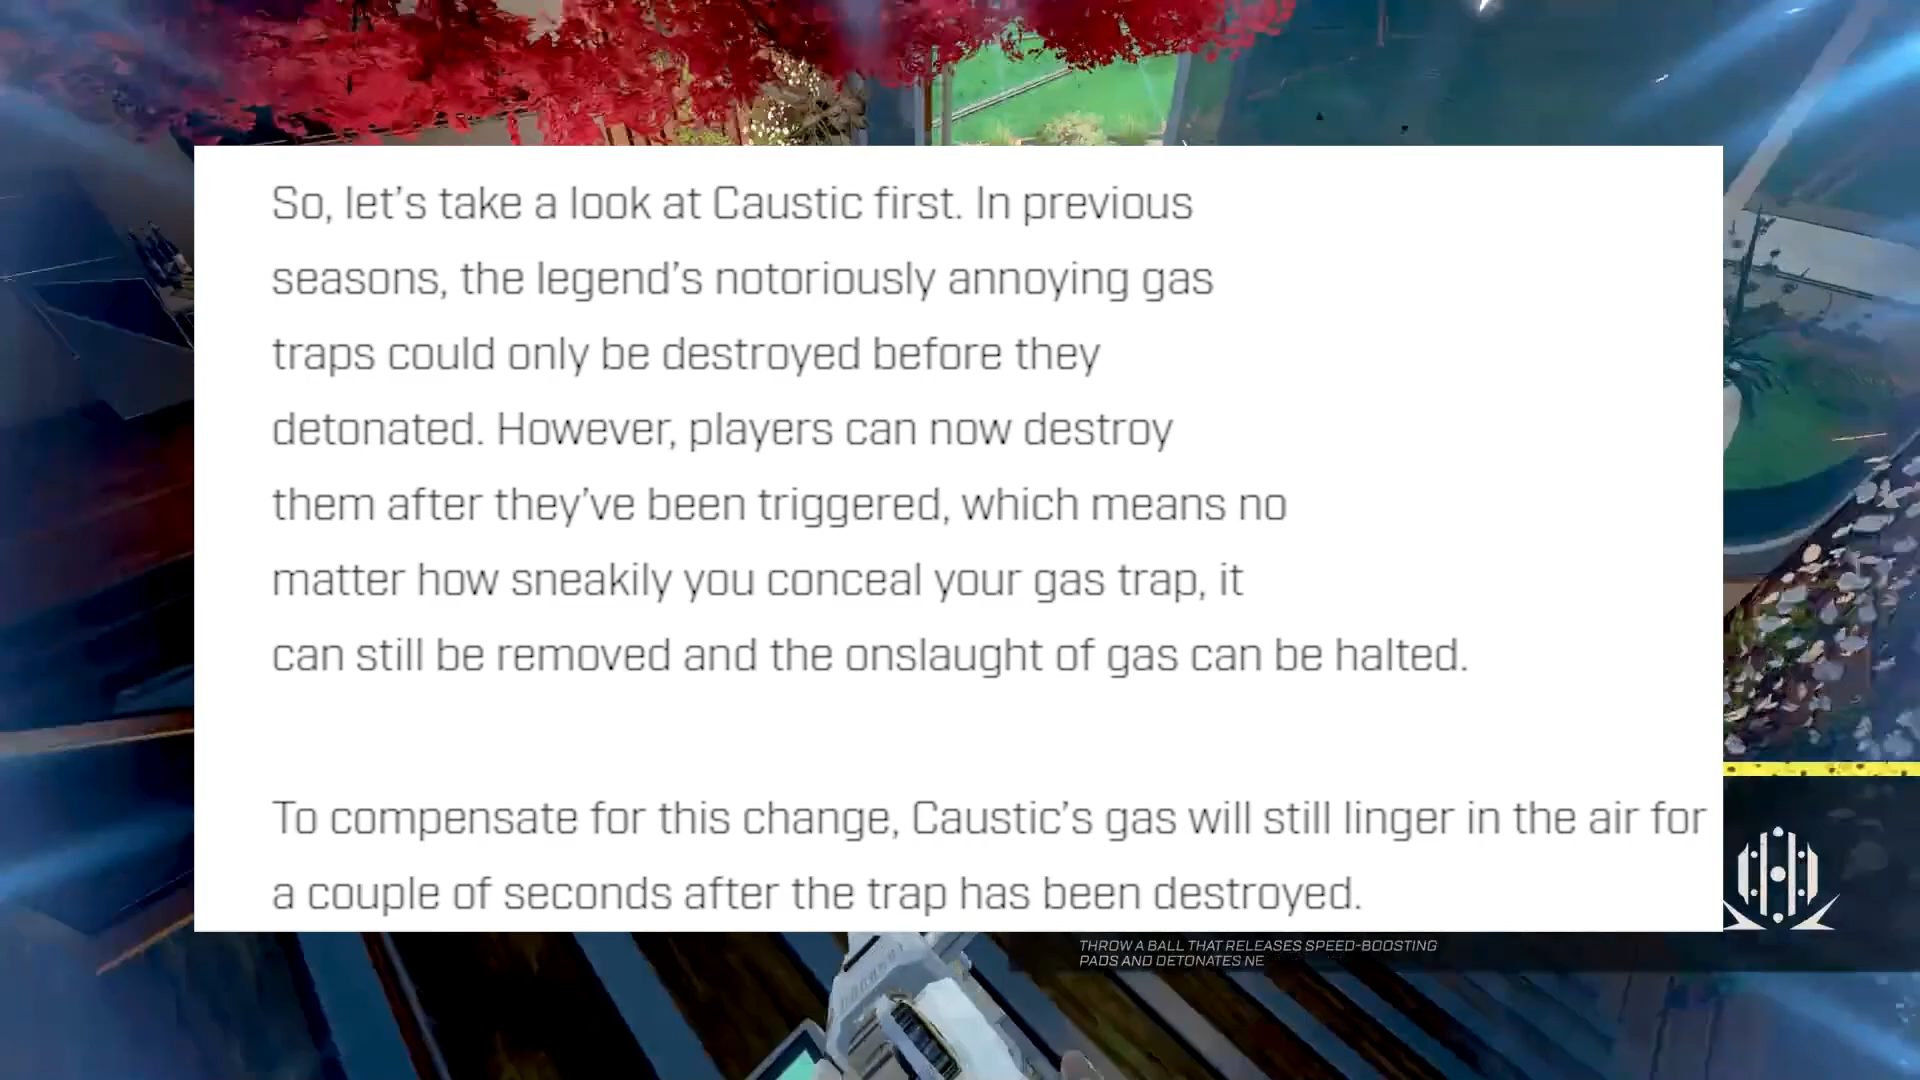 So, let's take a look at Caustic first. In previous
seasons, the legend's notoriously annoying gas
traps could only be destroyed before they
detonated. However, players can now destroy
them after they've been triggered, which means no
matter how sneakily you conceal your gas trap, it
can still be removed and the onslaught of gas can be halted.
To compensate for this change, Caustic's gas will still linger in the air for
a couple of seconds after the trap has been destroyed.
THROW A BALL THAT RELEASES SPEED-BOOSTING
PADS AND DETONATES NE